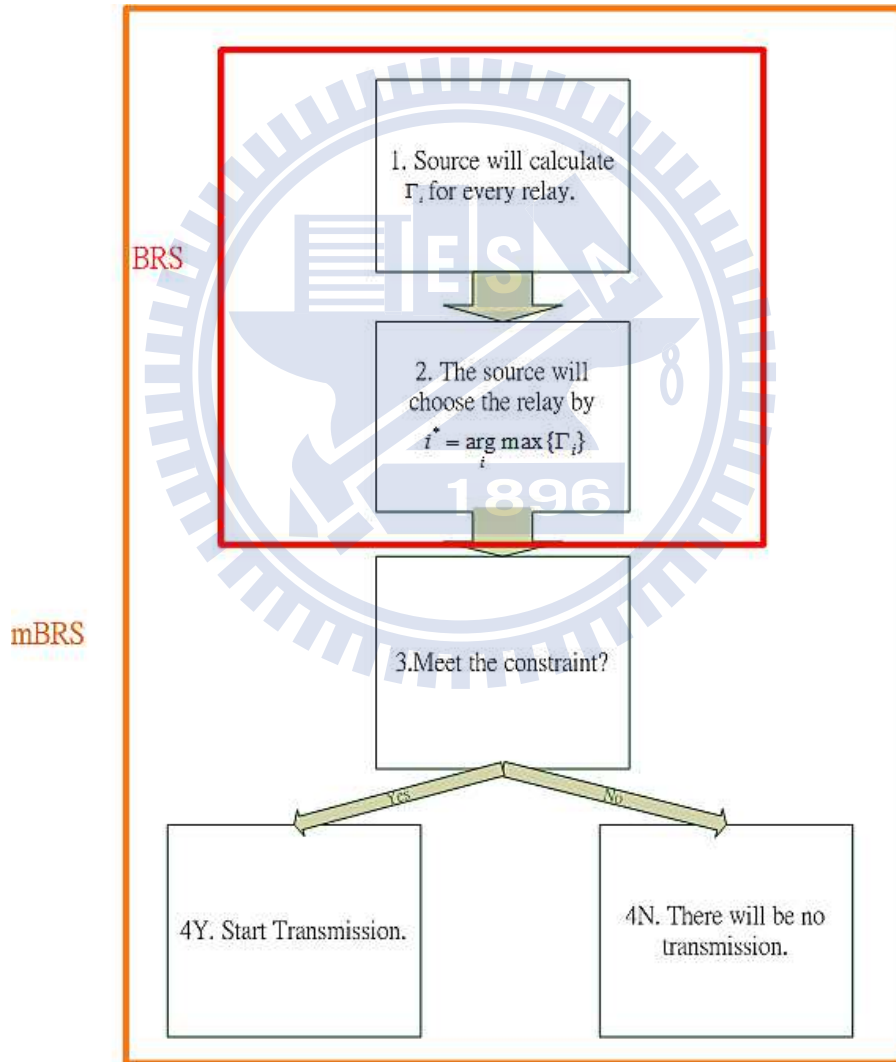 1. Source will calculate
Γᵢ for every relay.
BRS
E S A
2. The source will
choose the relay by
i* = arg max {Γᵢ}
i
1896
3.Meet the constraint?
mBRS
Yes
No
4Y. Start Transmission.
4N. There will be no
transmission.